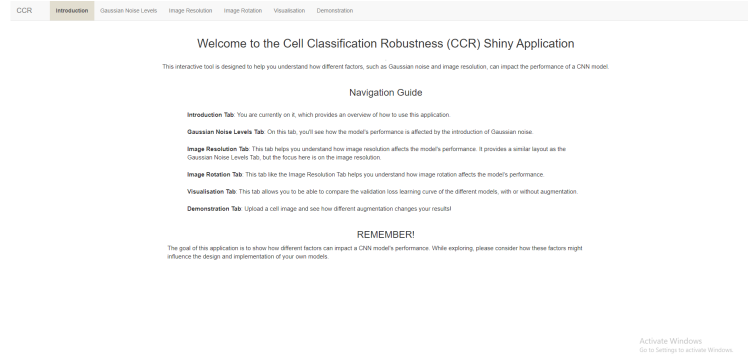 CCR Introduction Gaussian Noise Levels Image Resolution Image Rotation Visualisation Demonstration
Welcome to the Cell Classification Robustness (CCR) Shiny Application
This interactive tool is designed to help you understand how different factors, such as Gaussian noise and image resolution, can impact the performance of a CNN model.
Navigation Guide
Introduction Tab: You are currently on it, which provides an overview of how to use this application.
Gaussian Noise Levels Tab: On this tab, you'll see how the model's performance is affected by the introduction of Gaussian noise.
Image Resolution Tab: This tab helps you understand how image resolution affects the model's performance. It provides a similar layout as the
Gaussian Noise Levels Tab, but the focus here is on the image resolution.
Image Rotation Tab: This tab like the Image Resolution Tab helps you understand how image rotation affects the model's performance.
Visualisation Tab: This tab allows you to be able to compare the validation loss learning curve of the different models, with or without augmentation.
Demonstration Tab: Upload a cell image and see how different augmentation changes your results!
REMEMBER!
The goal of this application is to show how different factors can impact a CNN model's performance. While exploring, please consider how these factors might
influence the design and implementation of your own models.
Activate Windows
Go to Settings to activate Windows.